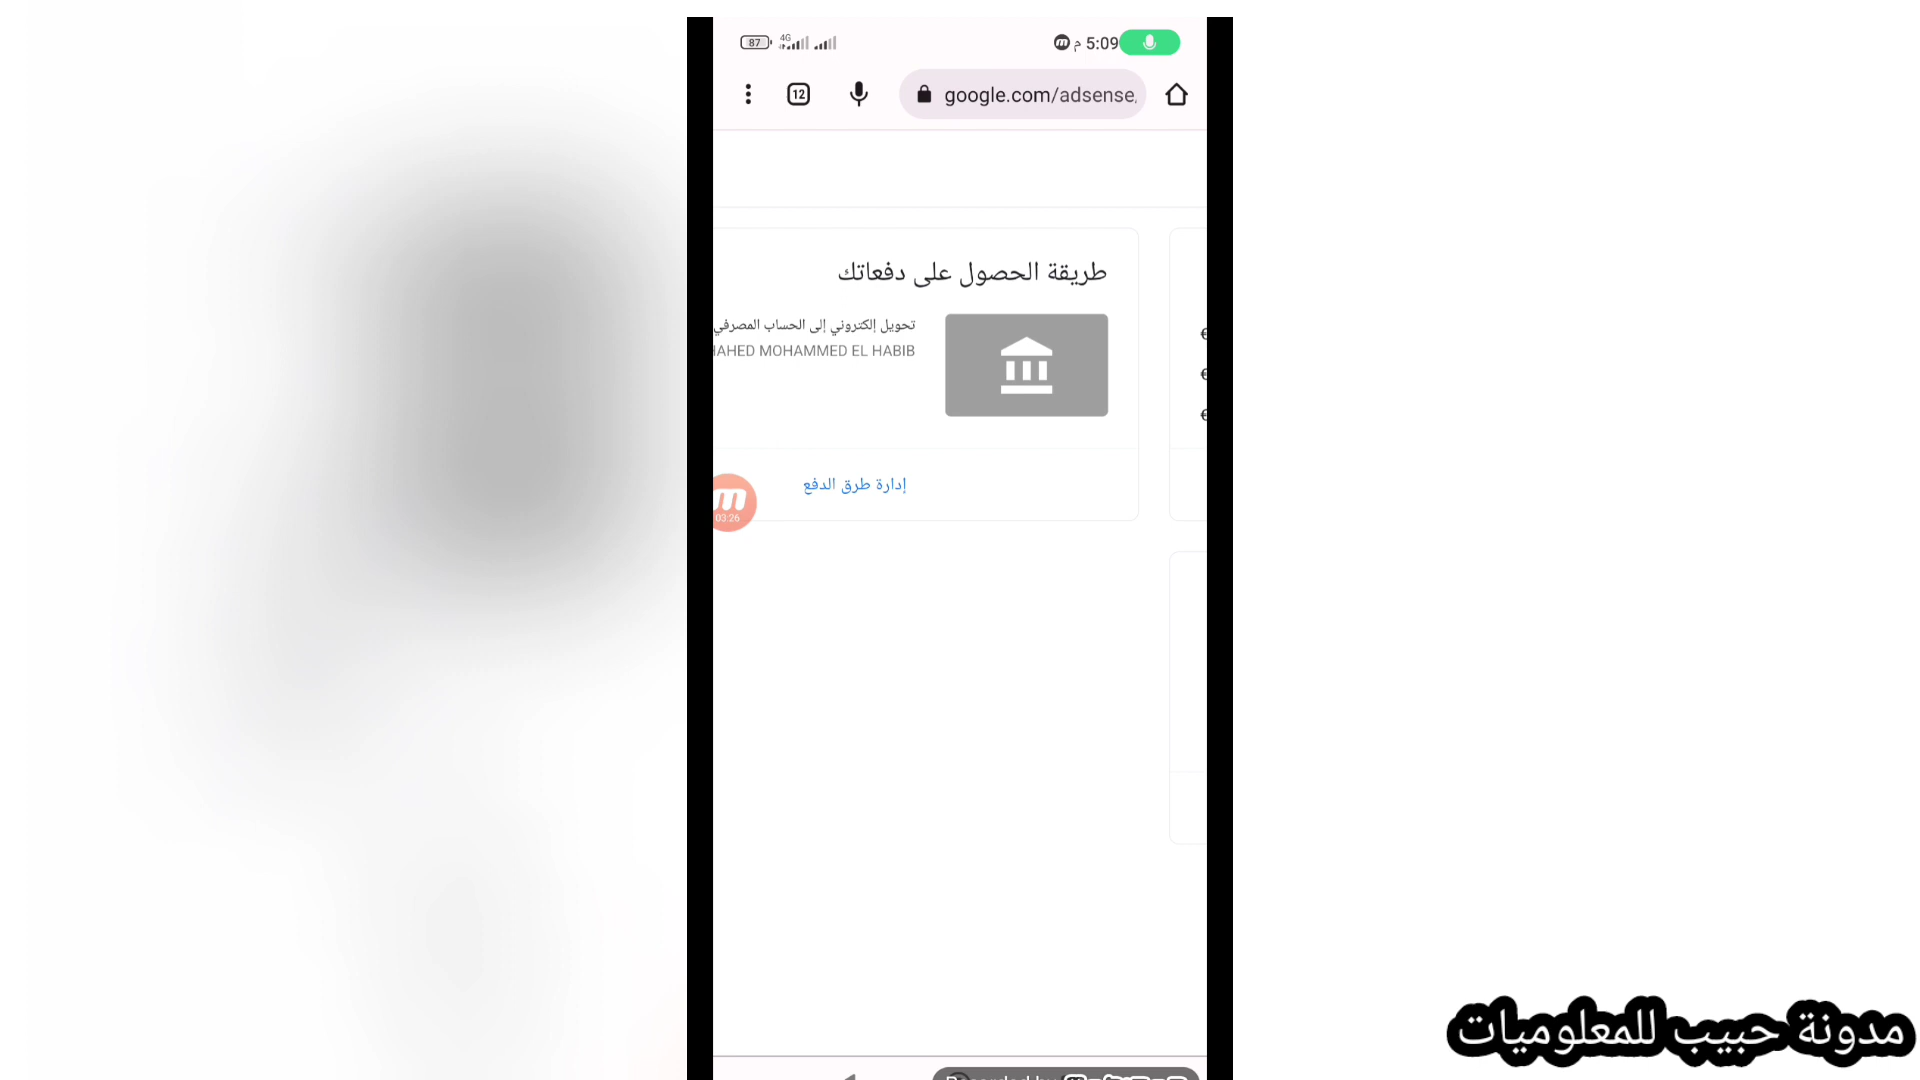 87 4G م 5:09
12 google.com/adsense
طريقة الحصول على دفعاتك
تحويل إلكتروني إلى الحساب المصرفي
MOHAMMED EL HABIB
إدارة طرق الدفع
03:26
مدونة حبيب للمعلوميات